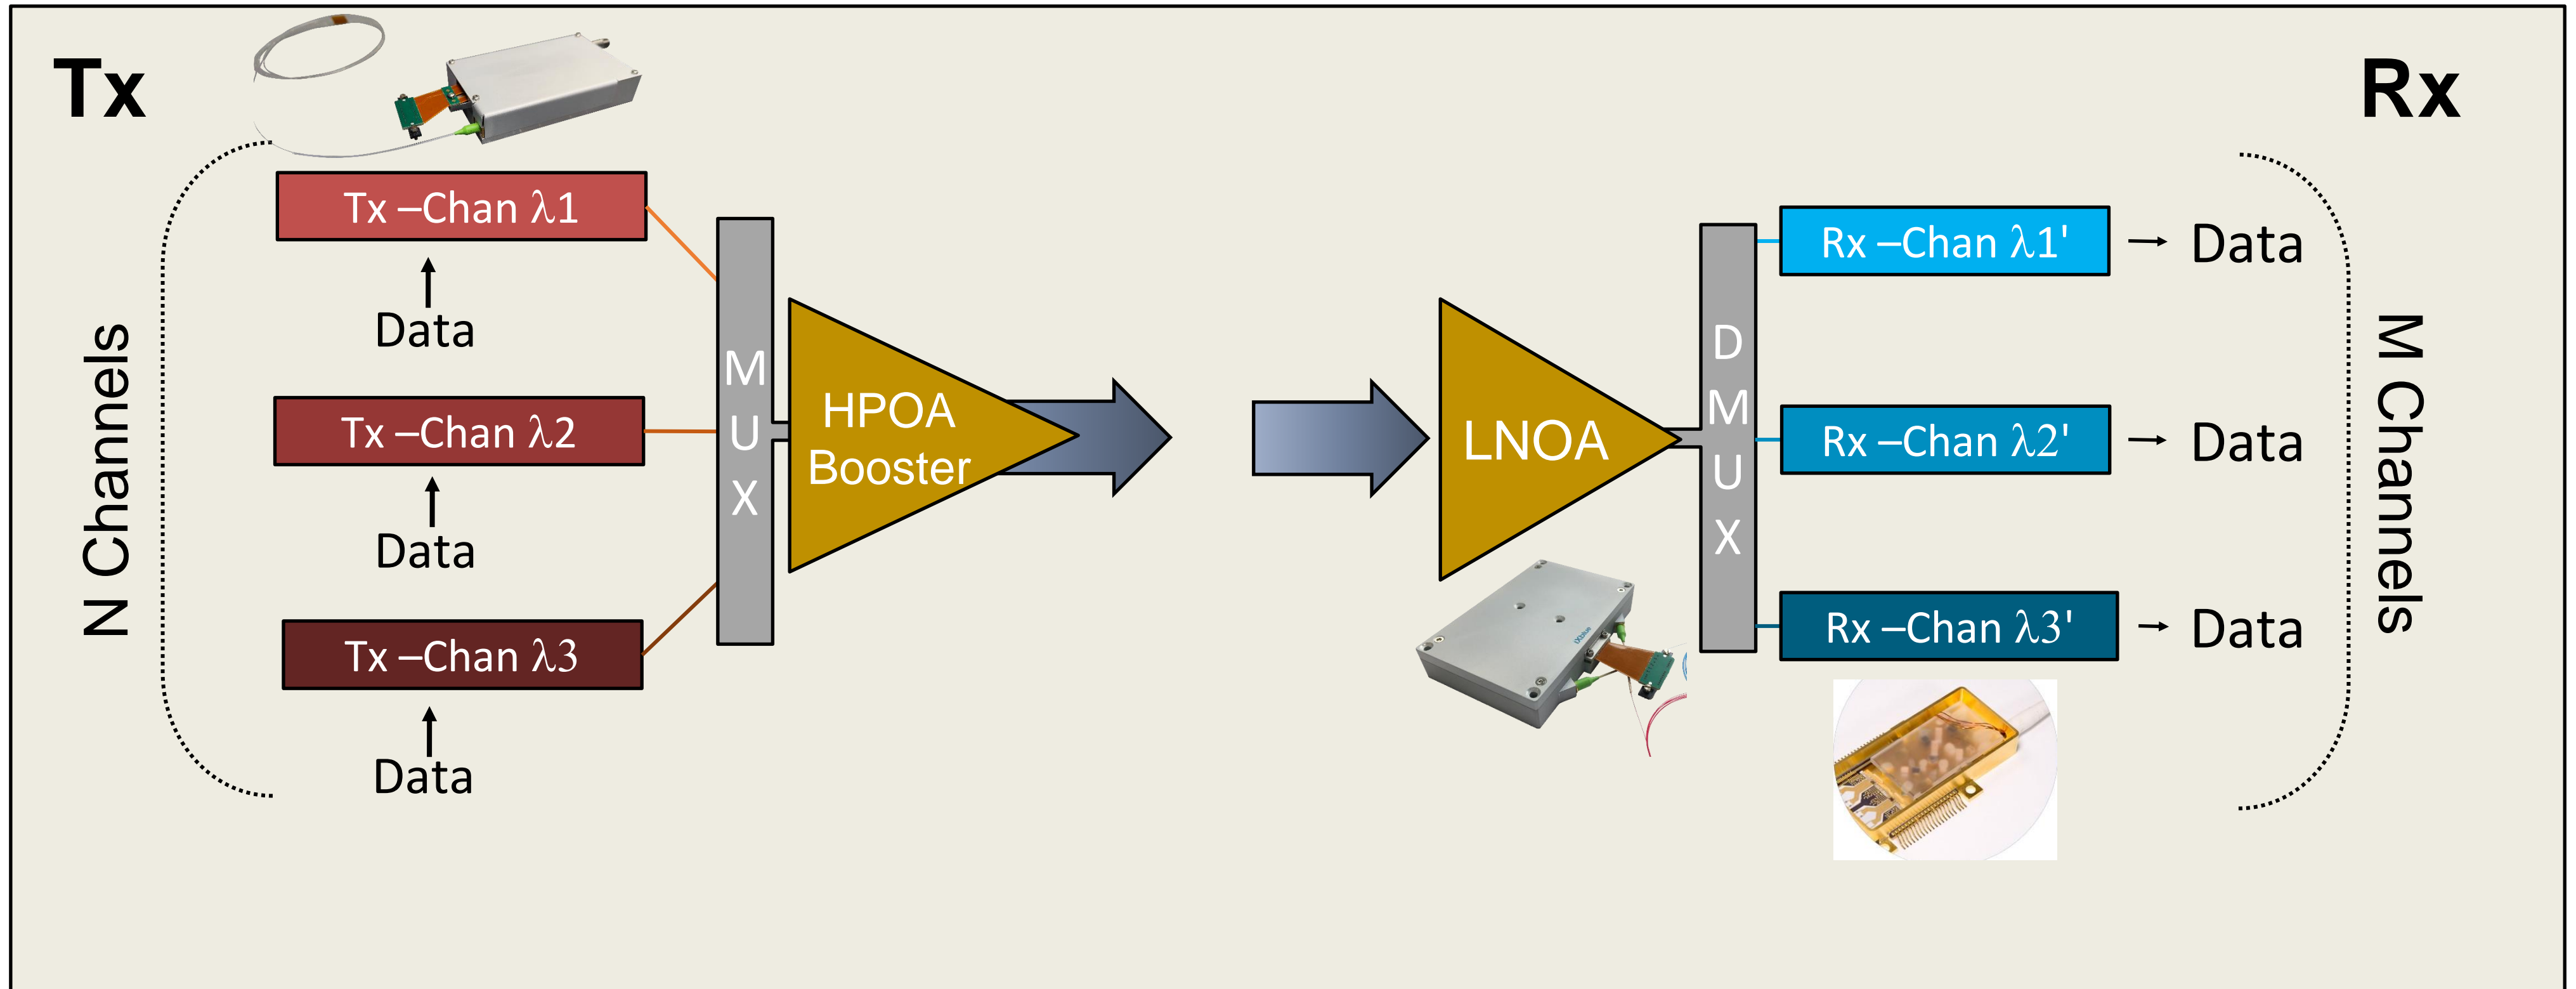 Tx
Rx
N Channels
Tx –Chan λ1
Data
Tx –Chan λ2
Data
Tx –Chan λ3
Data
M
U
X
HPOA
Booster
LNOA
D
M
U
X
Rx –Chan λ1'
Data
Rx –Chan λ2'
Data
Rx –Chan λ3'
Data
M Channels
iXblue